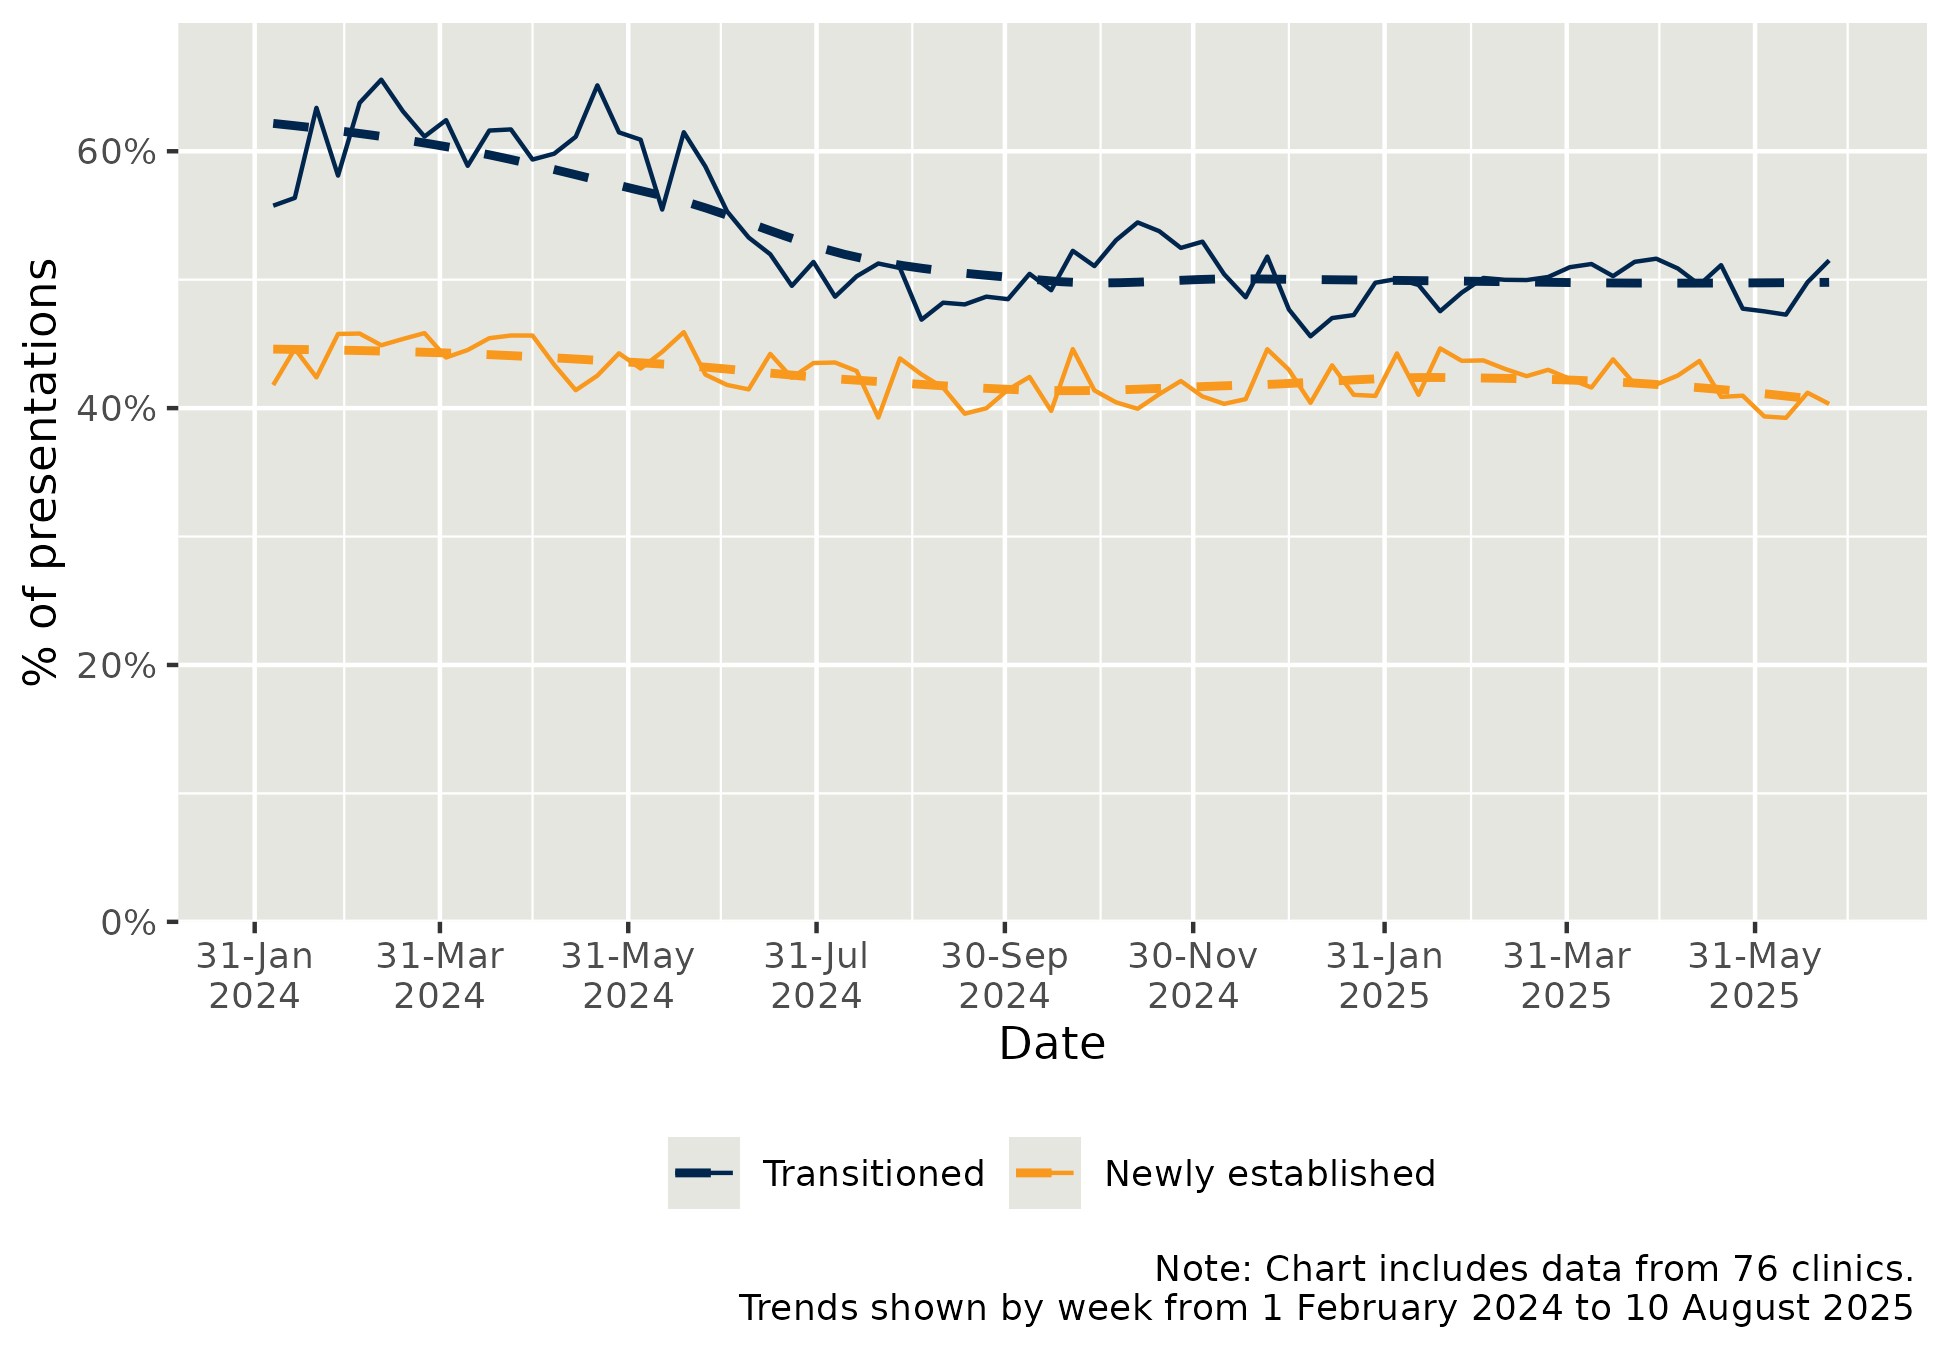 % of presentations
60%
40%
20%
0%
31-Jan 31-Mar 31-May 31-Jul 30-Sep 30-Nov 31-Jan 31-Mar 31-May
2024 2024 2024 2024 2024 2024 2025 2025 2025
Date
Transitioned Newly established
Note: Chart includes data from 76 clinics.
Trends shown by week from 1 February 2024 to 10 August 2025